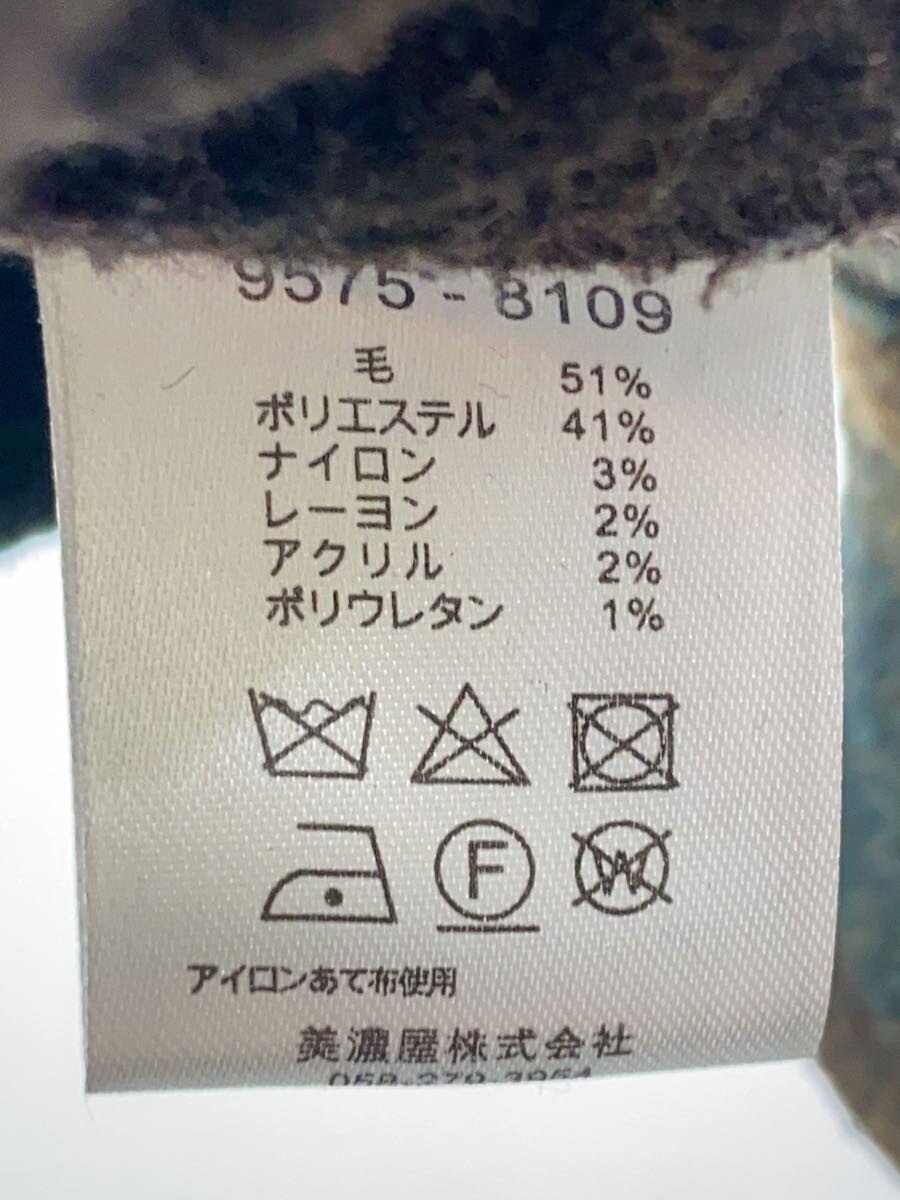 9575-8109
毛 51%
ポリエステル 41%
ナイロン 3%
レーヨン 2%
アクリル 2%
ポリウレタン 1%
F W
アイロンあて布使用
美濃屋株式会社